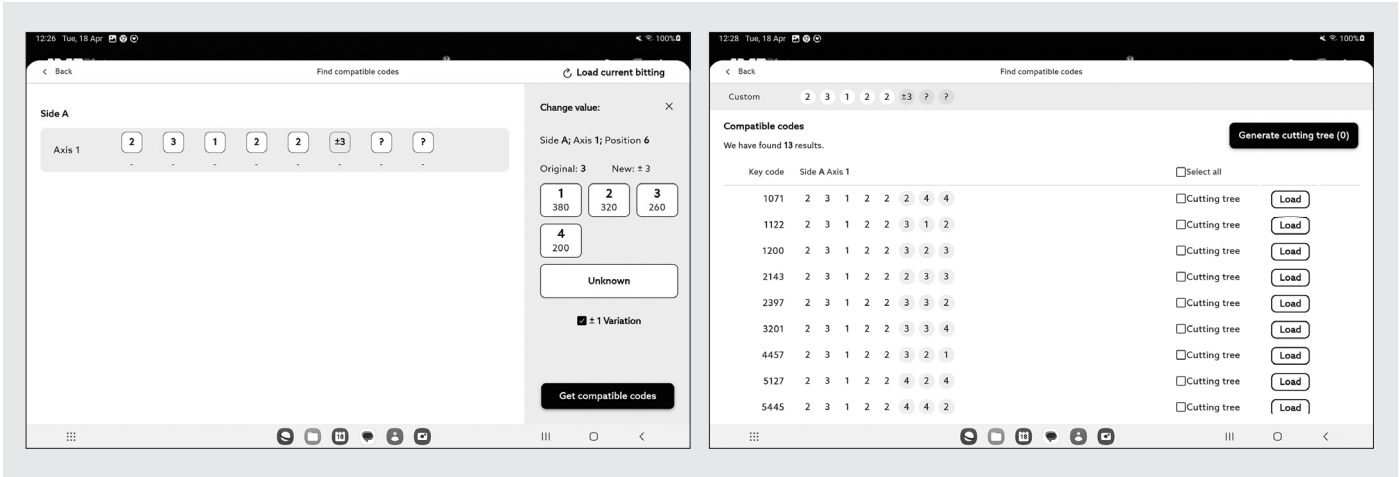 12:26 Tue, 18 Apr 100%
< Back Find compatible codes Load current bitting
Side A
Axis 1 2 3 1 2 2 ±3 ? ?
- - - - - - - -
Change value: ×
Side A; Axis 1; Position 6
Original: 3 New: ± 3
1 2 3
380 320 260
4
200
Unknown
± 1 Variation
Get compatible codes
18
12:28 Tue, 18 Apr 100%
< Back Find compatible codes
Custom 2 3 1 2 2 ±3 ? ?
Compatible codes
We have found 13 results.
Generate cutting tree (0)
Key code Side A Axis 1 Select all
1071 2 3 1 2 2 2 4 4 Cutting tree Load
1122 2 3 1 2 2 3 1 2 Cutting tree Load
1200 2 3 1 2 2 3 2 3 Cutting tree Load
2143 2 3 1 2 2 2 3 3 Cutting tree Load
2397 2 3 1 2 2 3 3 2 Cutting tree Load
3201 2 3 1 2 2 3 3 4 Cutting tree Load
4457 2 3 1 2 2 3 2 1 Cutting tree Load
5127 2 3 1 2 2 4 2 4 Cutting tree Load
5445 2 3 1 2 2 4 4 2 Cutting tree Load
18